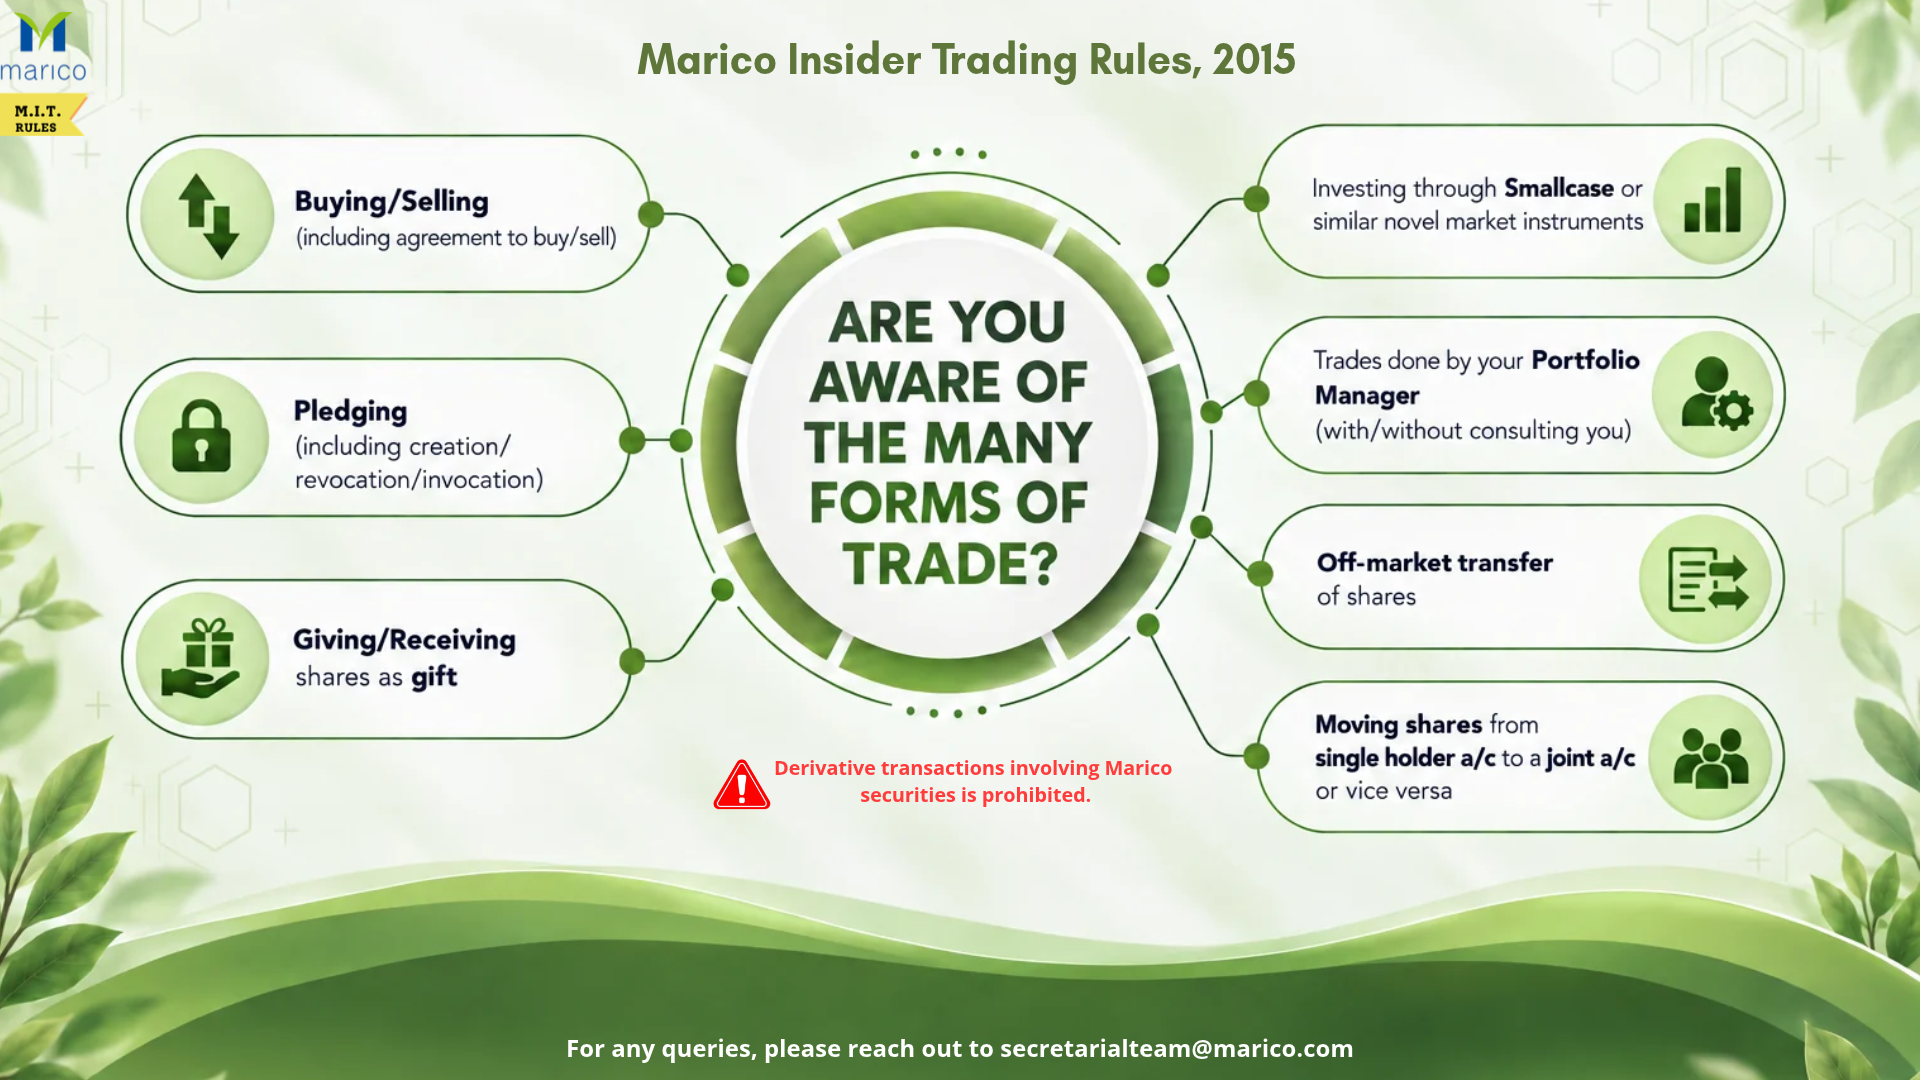 marico
M.I.T.
RULES
Marico Insider Trading Rules, 2015
Buying/Selling
(including agreement to buy/sell)
Pledging
(including creation/
revocation/invocation)
Giving/Receiving
shares as gift
ARE YOU
AWARE OF
THE MANY
FORMS OF
TRADE?
Investing through Smallcase or
similar novel market instruments
Trades done by your Portfolio
Manager
(with/without consulting you)
Off-market transfer
of shares
Moving shares from
single holder a/c to a joint a/c
or vice versa
Derivative transactions involving Marico
securities is prohibited.
For any queries, please reach out to secretarialteam@marico.com